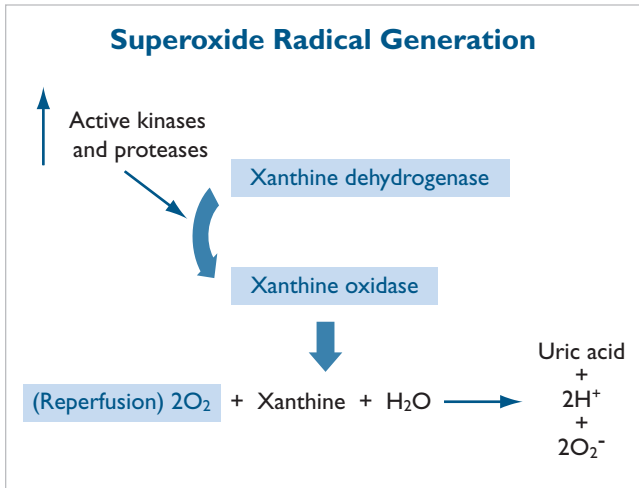 Superoxide Radical Generation
Active kinases
and proteases
Xanthine dehydrogenase
Xanthine oxidase
(Reperfusion) 2O₂ + Xanthine + H₂O
Uric acid
+
2H⁺
+
2O₂⁻